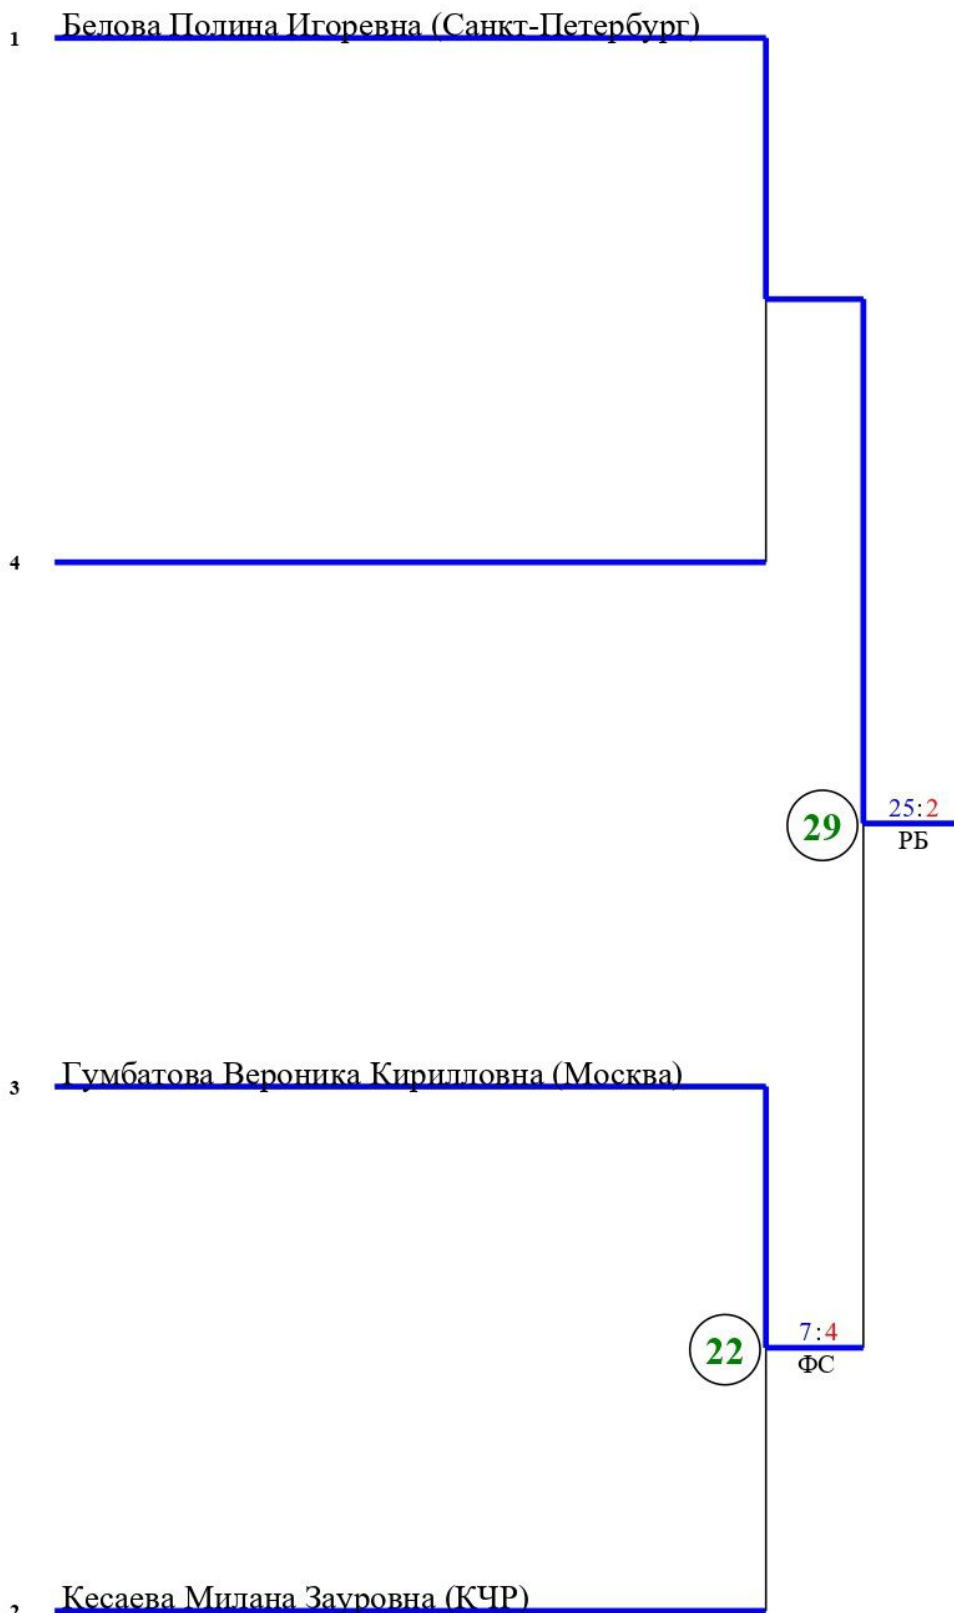 1 Белова Полина Игоревна (Санкт-Петербург)
4
29 25:2
РБ
3 Гумбатова Вероника Кирилловна (Москва)
22 7:4
ФС
2 Кесаева Милана Зауровна (КЧР)